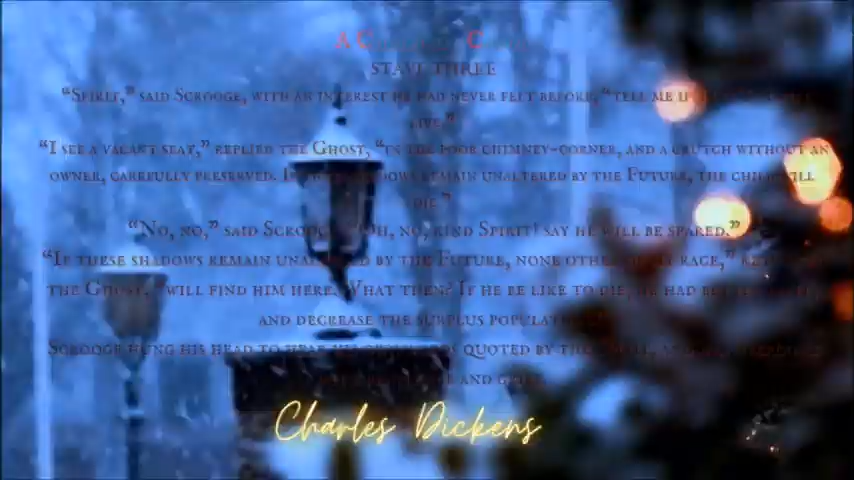 A C
STAVE THREE
“Spirit,” said Scrooge, with an interest he had never felt before, “tell me if
live.”
“I see a vacant seat,” replied the Ghost, “in the poor chimney-corner, and a crutch without an
owner, carefully preserved. If these shadows remain unaltered by the Future, the child will
die.”
“No, no,” said Scrooge. “Oh, no, kind Spirit! say he will be spared.”
“If these shadows remain unaltered by the Future, none other of my race,”
the Ghost, “will find him here. What then? If he be like to die, he had better
and decrease the surplus population.”
Scrooge hung his head to hear his own words quoted by the
and grief.
Charles Dickens